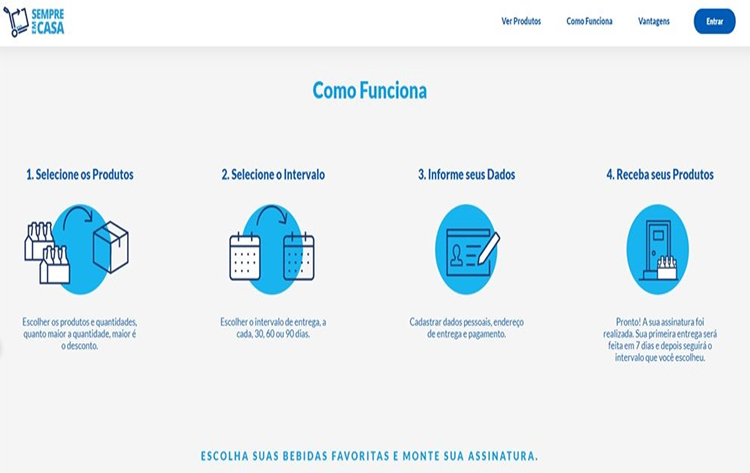 SEMPRE
EM
CASA
Ver Produtos
Como Funciona
Vantagens
Entrar
Como Funciona
1. Selecione os Produtos
Escolher os produtos e quantidades,
quanto maior a quantidade, maior é
o desconto.
2. Selecione o Intervalo
Escolher o intervalo de entrega, a
cada, 30, 60 ou 90 dias.
3. Informe seus Dados
Cadastrar dados pessoais, endereço
de entrega e pagamento.
4. Receba seus Produtos
Pronto! A sua assinatura foi
realizada. Sua primeira entrega será
feita em 7 dias e depois seguirá o
intervalo que você escolheu.
ESCOLHA SUAS BEBIDAS FAVORITAS E MONTE SUA ASSINATURA.